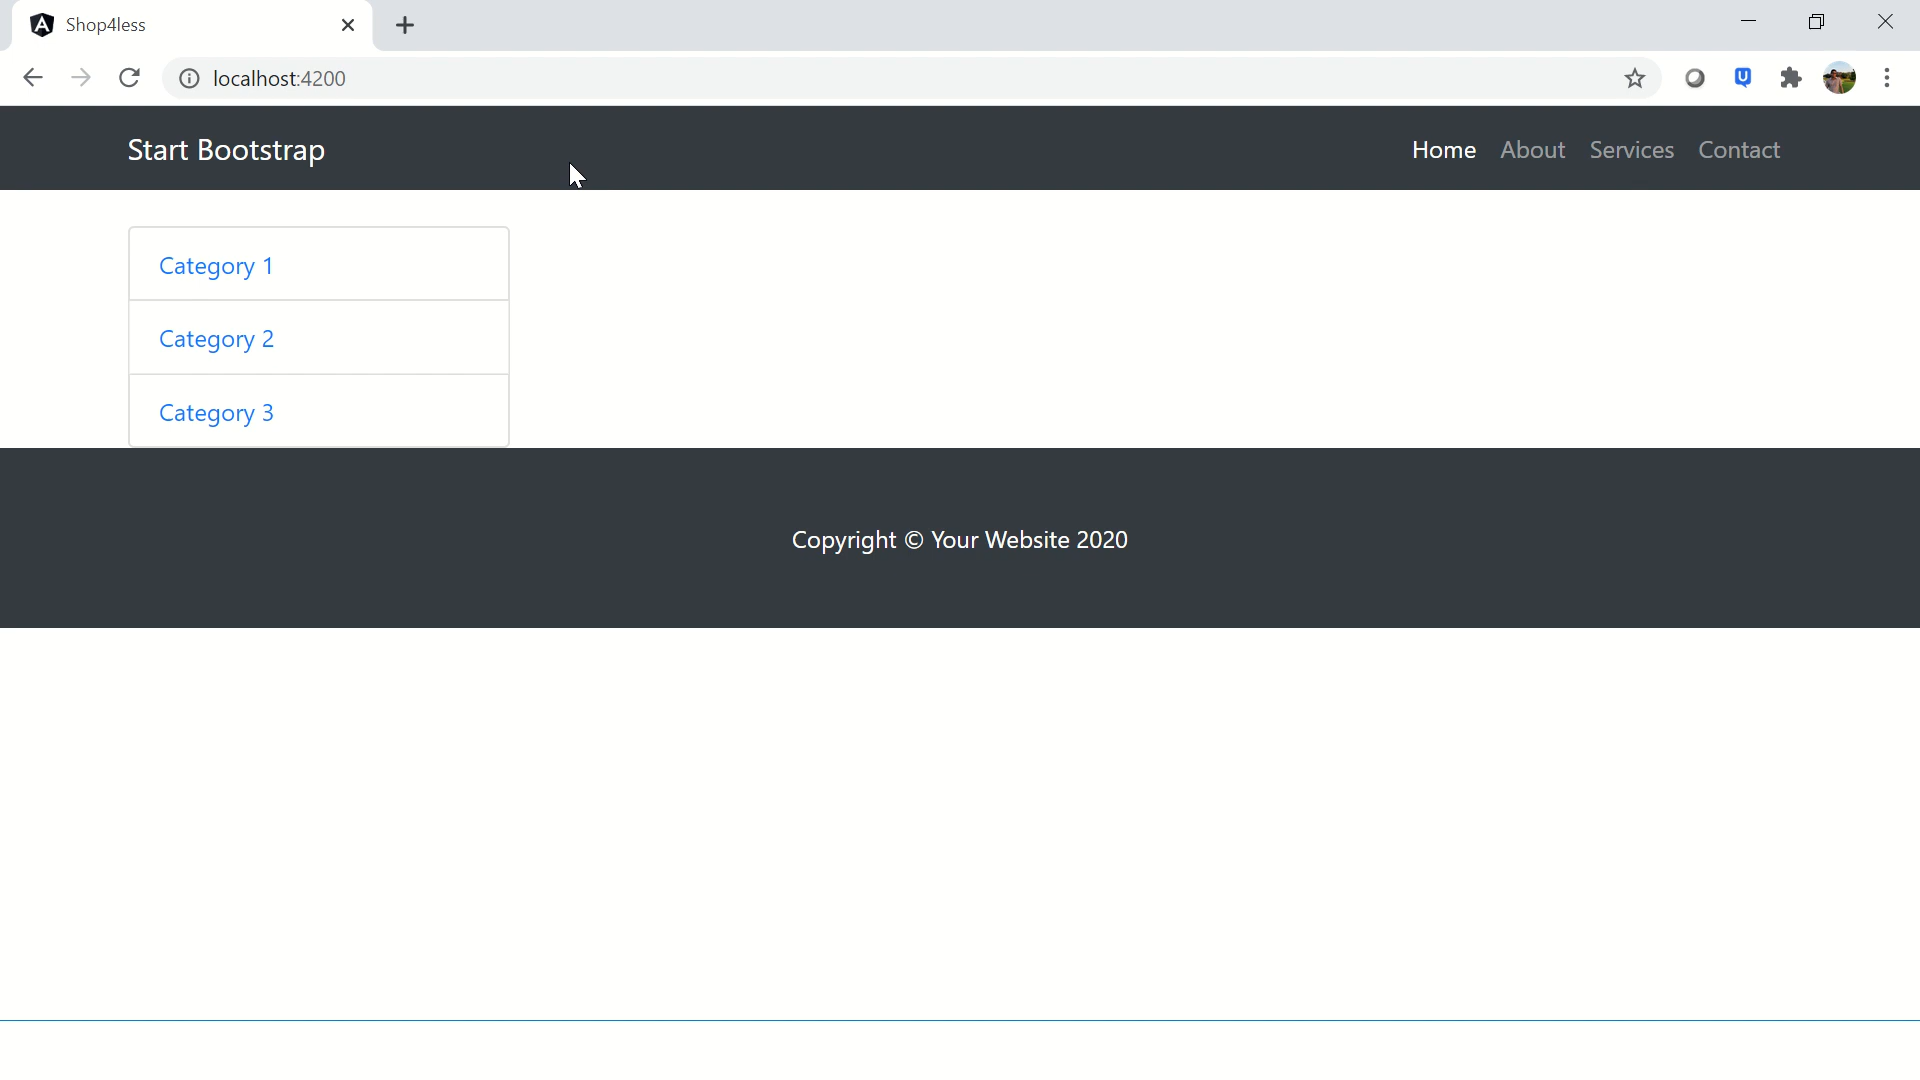 Shop4less
localhost:4200
Start Bootstrap
Home About Services Contact
Category 1
Category 2
Category 3
Copyright © Your Website 2020